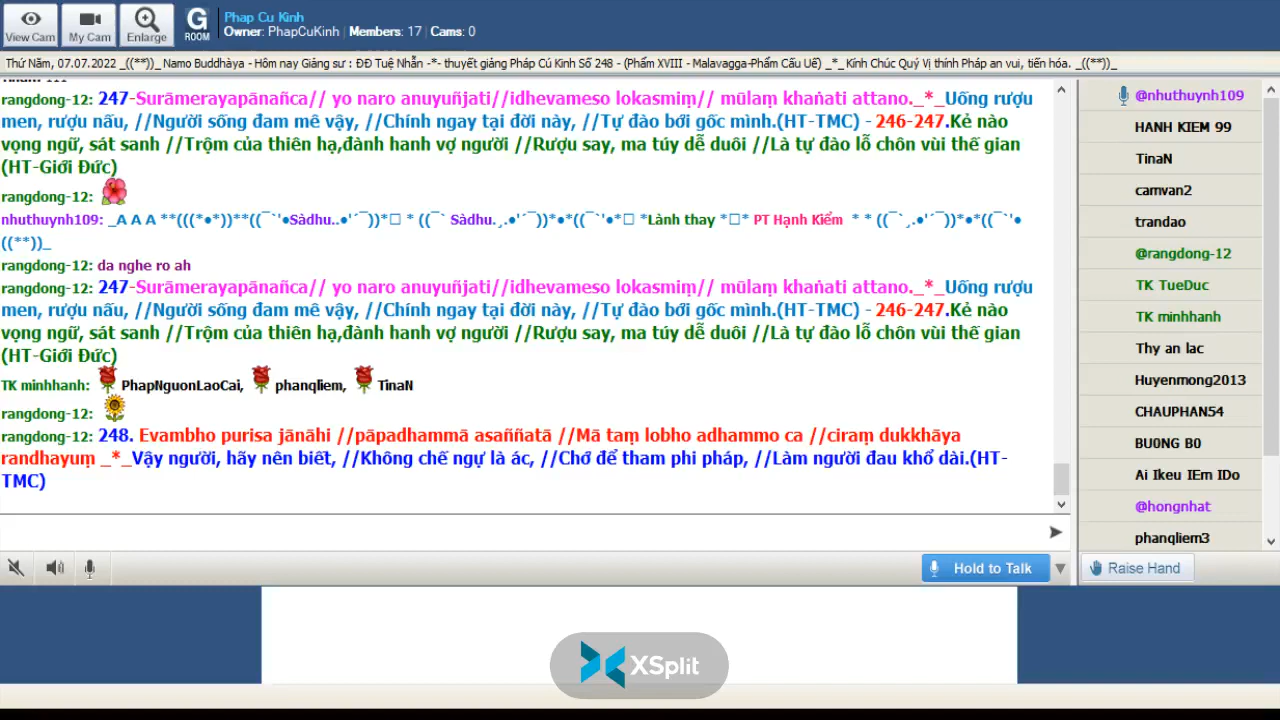 View Cam
My Cam
Enlarge
G
ROOM
Phap Cu Kinh
Owner: PhapCuKinh | Members: 17 | Cams: 0
Thứ Năm, 07.07.2022 _((**))_ Namo Buddhàya - Hôm nay Giảng sư : ĐĐ Tuệ Nhẫn -*- thuyết giảng Pháp Cú Kinh Số 248 - (Phẩm XVIII - Malavagga-Phẩm Cấu Uế) _*_ Kính Chúc Quý Vị thính Pháp an vui, tiến hóa. _((**))_
rangdong-12: 247-Surāmerayapānañca// yo naro anuyuñjati//idhevameso lokasmiṃ// mūlaṃ khaṅati attano._*_Uống rượu
men, rượu nấu, //Người sống đam mê vậy, //Chính ngay tại đời này, //Tự đào bới gốc mình.(HT-TMC) - 246-247.Kẻ nào
vọng ngữ, sát sanh //Trộm của thiên hạ,đành hanh vợ người //Rượu say, ma túy dễ duôi //Là tự đào lỗ chôn vùi thế gian
(HT-Giới Đức)
rangdong-12:
nhuthuynh109: _A A A **(((*●*))**((¯`'●Sàdhu..●'´¯))*□ * ((¯` Sàdhu.¸.●'´¯))*●*((¯`'●*□ *Lành thay *□* PT Hạnh Kiểm * * ((¯`¸.●'´¯))*●*((¯`'●
((**))_
rangdong-12: da nghe ro ah
rangdong-12: 247-Surāmerayapānañca// yo naro anuyuñjati//idhevameso lokasmiṃ// mūlaṃ khaṅati attano._*_Uống rượu
men, rượu nấu, //Người sống đam mê vậy, //Chính ngay tại đời này, //Tự đào bới gốc mình.(HT-TMC) - 246-247.Kẻ nào
vọng ngữ, sát sanh //Trộm của thiên hạ,đành hanh vợ người //Rượu say, ma túy dễ duôi //Là tự đào lỗ chôn vùi thế gian
(HT-Giới Đức)
TK minhhanh: PhapNguonLaoCai, phanqliem, TinaN
rangdong-12:
rangdong-12: 248. Evambho purisa jānāhi //pāpadhammā asaññatā //Mā taṃ lobho adhammo ca //ciraṃ dukkhāya
randhayuṃ _*_Vậy người, hãy nên biết, //Không chế ngự là ác, //Chớ để tham phi pháp, //Làm người đau khổ dài.(HT-
TMC)
@nhuthuynh109
HANH KIEM 99
TinaN
camvan2
trandao
@rangdong-12
TK TueDuc
TK minhhanh
Thy an lac
Huyenmong2013
CHAUPHAN54
BU0NG B0
Ai Ikeu IEm IDo
@hongnhat
phanqliem3
Hold to Talk
Raise Hand
XSplit